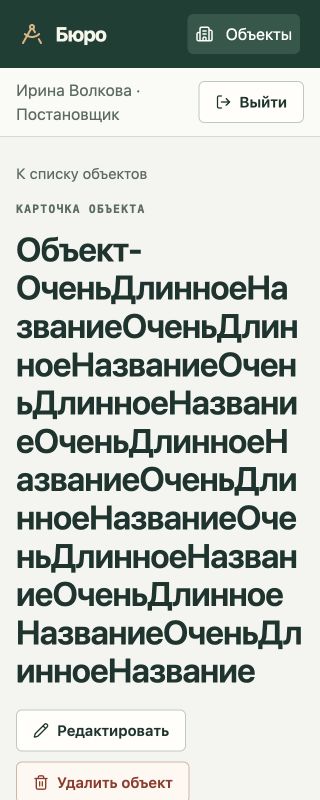 Бюро
Объекты
Ирина Волкова ·
Постановщик
Выйти
К списку объектов
КАРТОЧКА ОБЪЕКТА
Объект-
ОченьДлинноеНа
званиеОченьДлин
ноеНазваниеОчен
ьДлинноеНазвани
еОченьДлинноеН
азваниеОченьДли
нноеНазваниеОче
ньДлинноеНазван
иеОченьДлинное
НазваниеОченьДл
инноеНазвание
Редактировать
Удалить объект